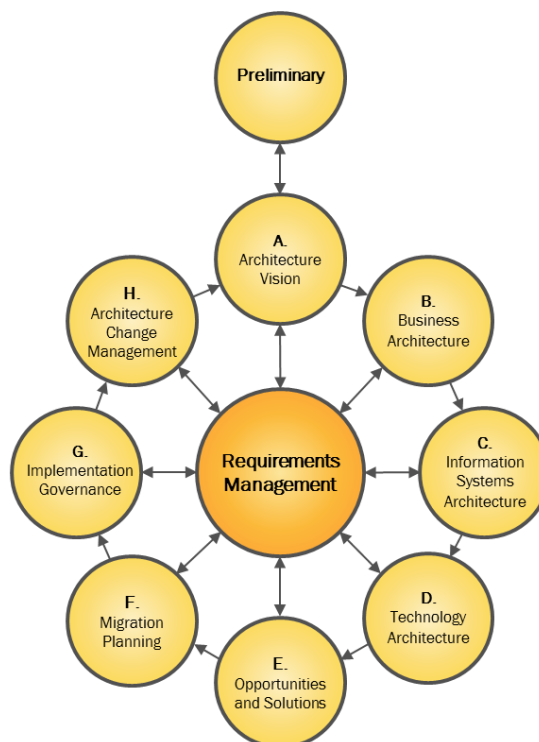 Preliminary
A.
Architecture
Vision
B.
Business
Architecture
C.
Information
Systems
Architecture
D.
Technology
Architecture
E.
Opportunities
and Solutions
F.
Migration
Planning
G.
Implementation
Governance
H.
Architecture
Change
Management
Requirements
Management